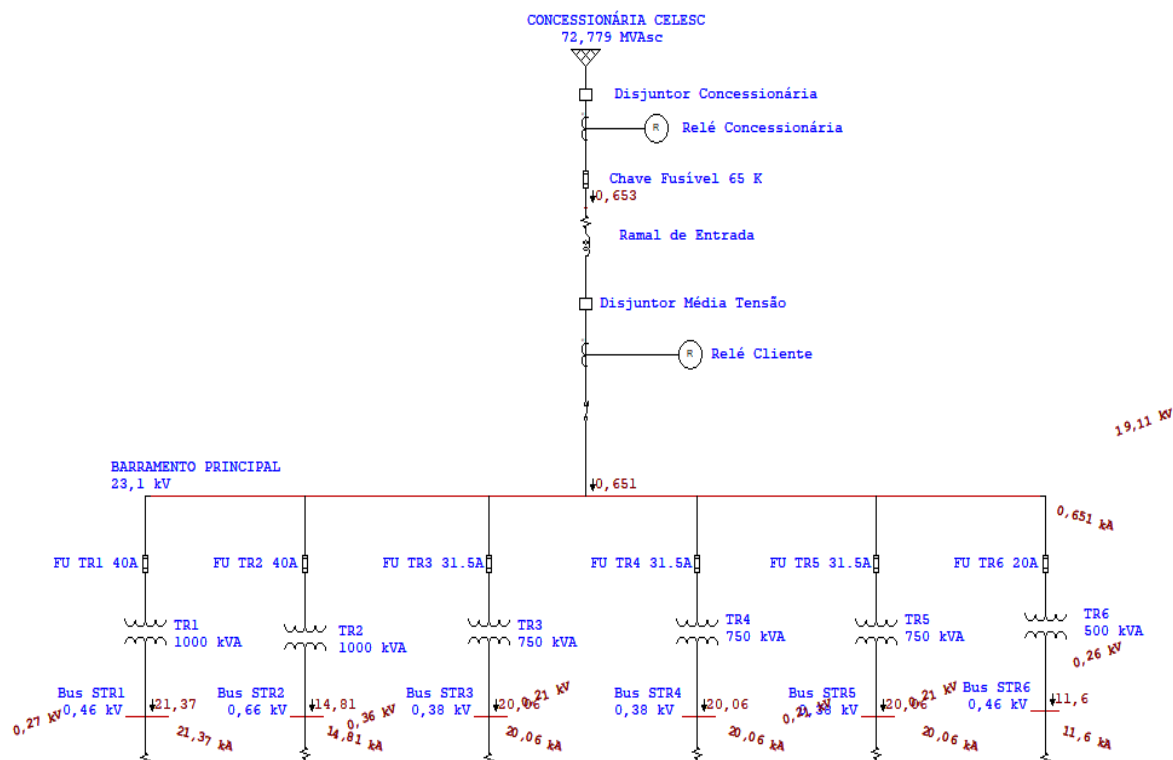 CONCESSIONÁRIA CELESC
72,779 MVAsc
Disjuntor Concessionária
R
Relé Concessionária
Chave Fusível 65 K
0,653
Ramal de Entrada
Disjuntor Média Tensão
R
Relé Cliente
19,11 kV
BARRAMENTO PRINCIPAL
23,1 kV
0,651
0,651 kA
FU TR1 40A
FU TR2 40A
FU TR3 31.5A
FU TR4 31.5A
FU TR5 31.5A
FU TR6 20A
TR1
1000 kVA
TR2
1000 kVA
TR3
750 kVA
TR4
750 kVA
TR5
750 kVA
TR6
500 kVA
0,26 kV
Bus STR1
0,46 kV
21,37
0,27 kV
21,37 kA
Bus STR2
0,66 kV
14,81
0,36 kV
14,81 kA
Bus STR3
0,38 kV
20,06
0,21 kV
20,06 kA
Bus STR4
0,38 kV
20,06
20,06 kA
Bus STR5
0,38 kV
0,21 kV
20,06
0,21 kV
20,06 kA
Bus STR6
0,46 kV
11,6
11,6 kA